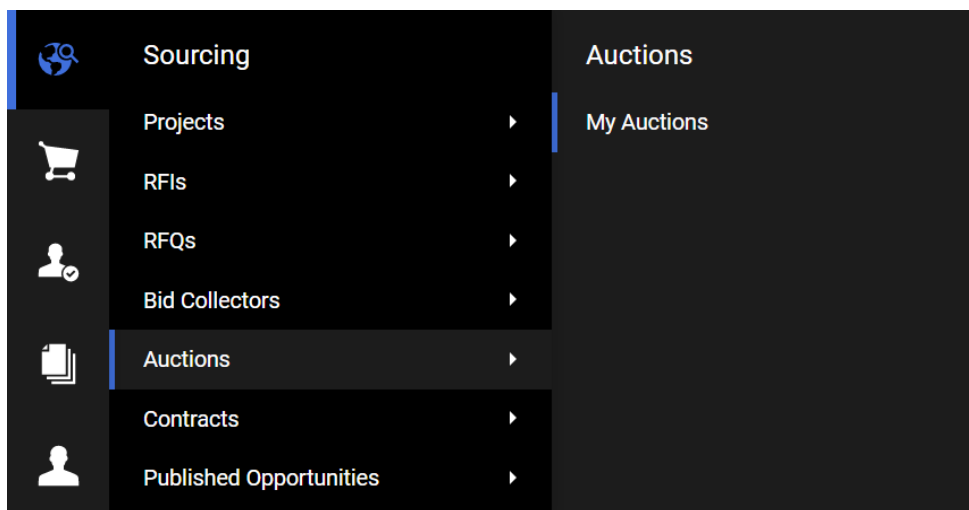 Sourcing
Projects
RFIs
RFQs
Bid Collectors
Auctions
Contracts
Published Opportunities
Auctions
My Auctions